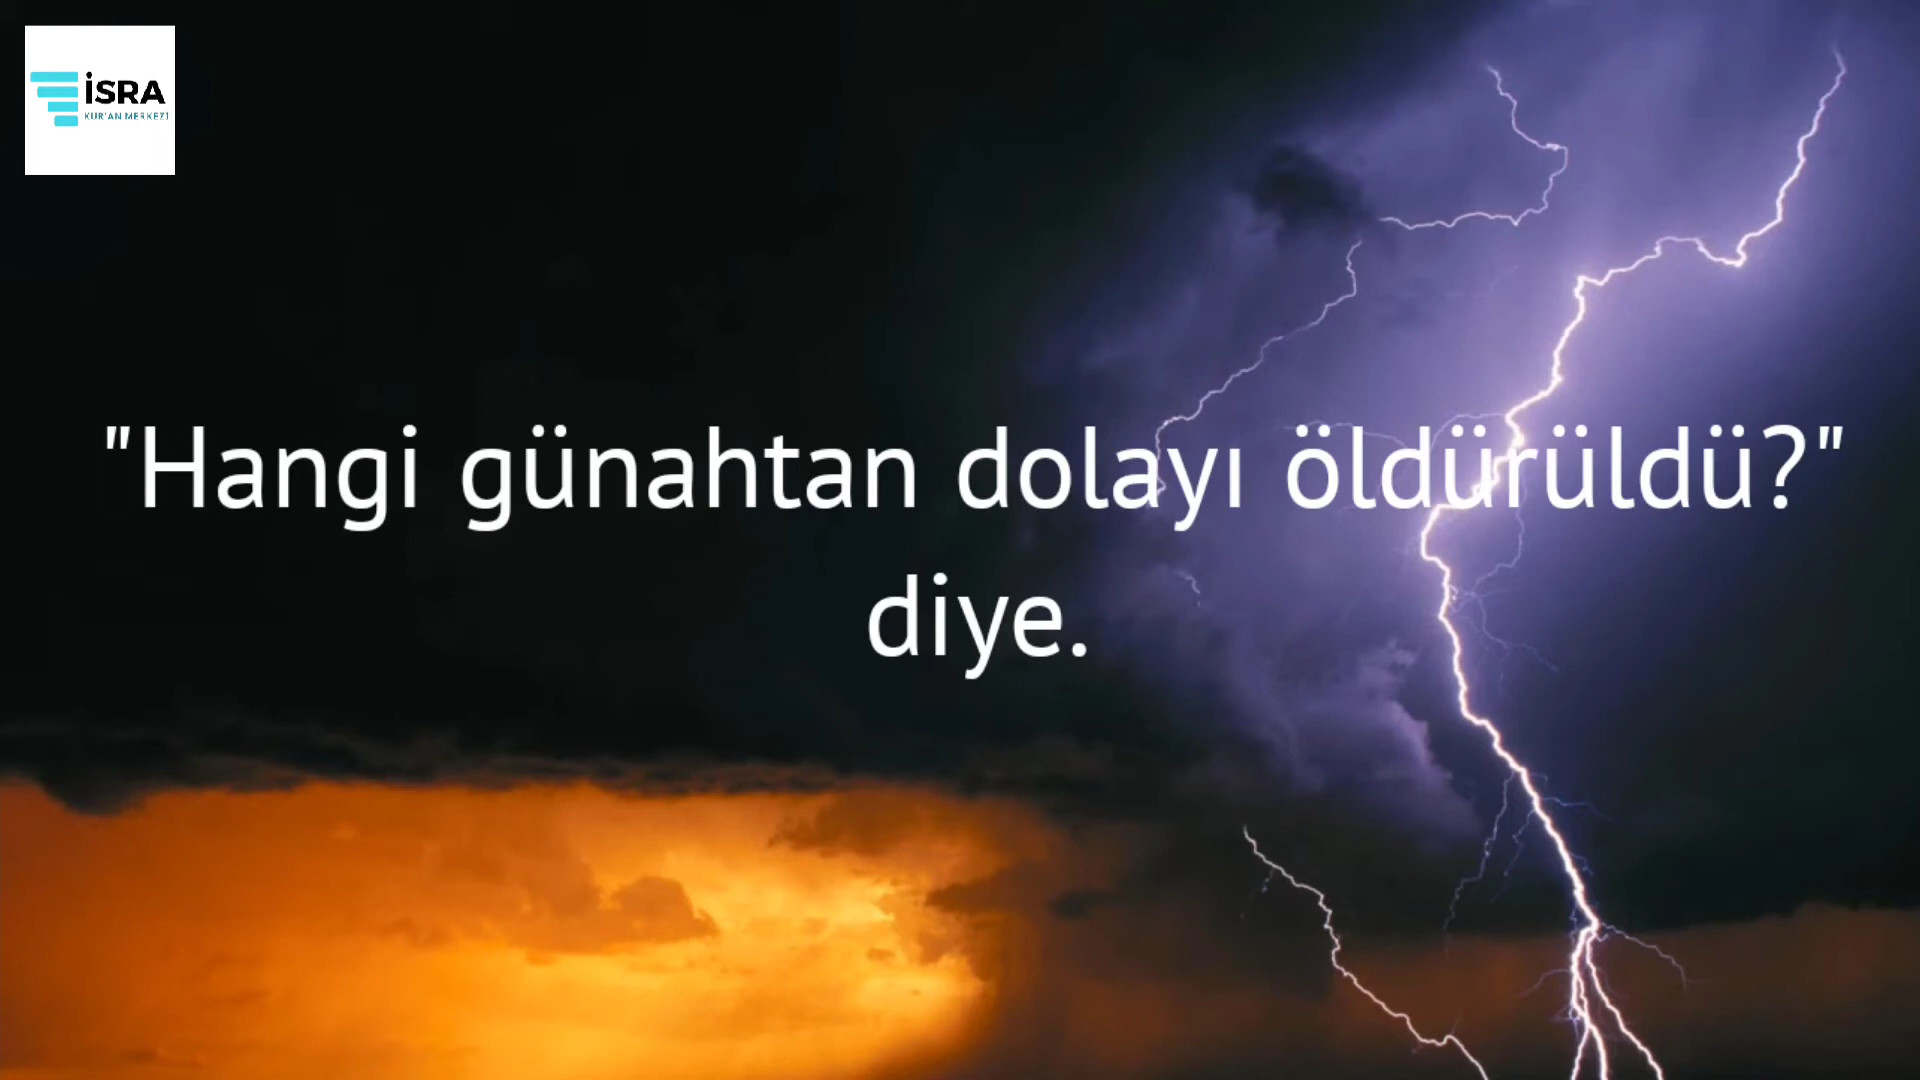 İSRA
KUR'AN MERKEZİ
"Hangi günahtan dolayı öldürüldü?"
diye.